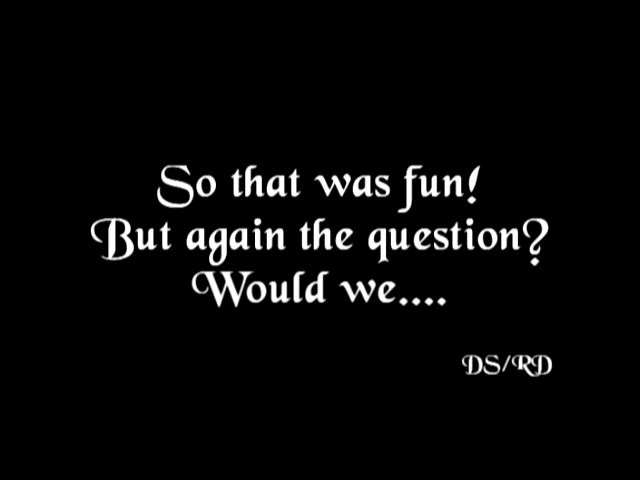 So that was fun!
But again the question?
Would we....
DS/RD